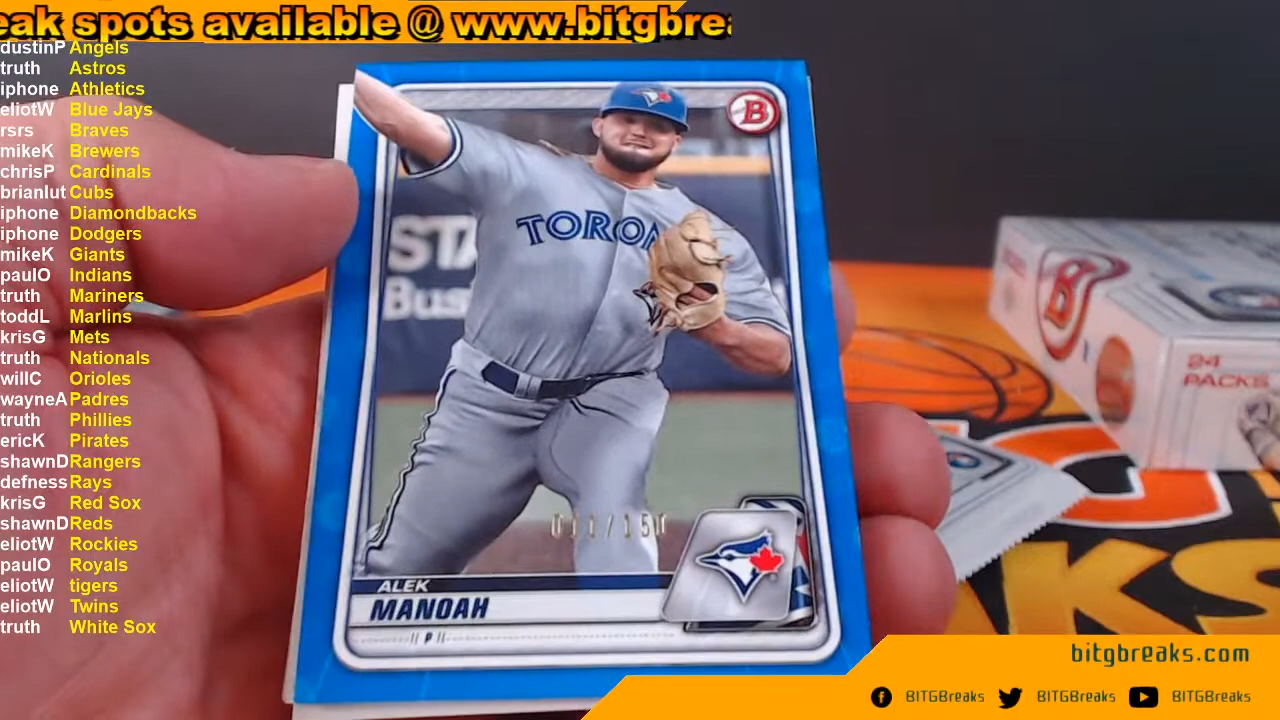 eak spots available @ www.bitgbre
dustinP Angels
truth Astros
iphone Athletics
eliotW Blue Jays
rsrs Braves
mikeK Brewers
chrisP Cardinals
brianlut Cubs
iphone Diamondbacks
iphone Dodgers
mikeK Giants
paulO Indians
truth Mariners
toddL Marlins
krisG Mets
truth Nationals
willC Orioles
wayneA Padres
truth Phillies
ericK Pirates
shawnD Rangers
defness Rays
krisG Red Sox
shawnD Reds
eliotW Rockies
paulO Royals
eliotW tigers
eliotW Twins
truth White Sox
B
TORON
STA
Bus
/150
ALEK
MANOAH
P
B
24
PACKS
AKS
bitgbreaks.com
BITGBreaks BITGBreaks BITGBreaks